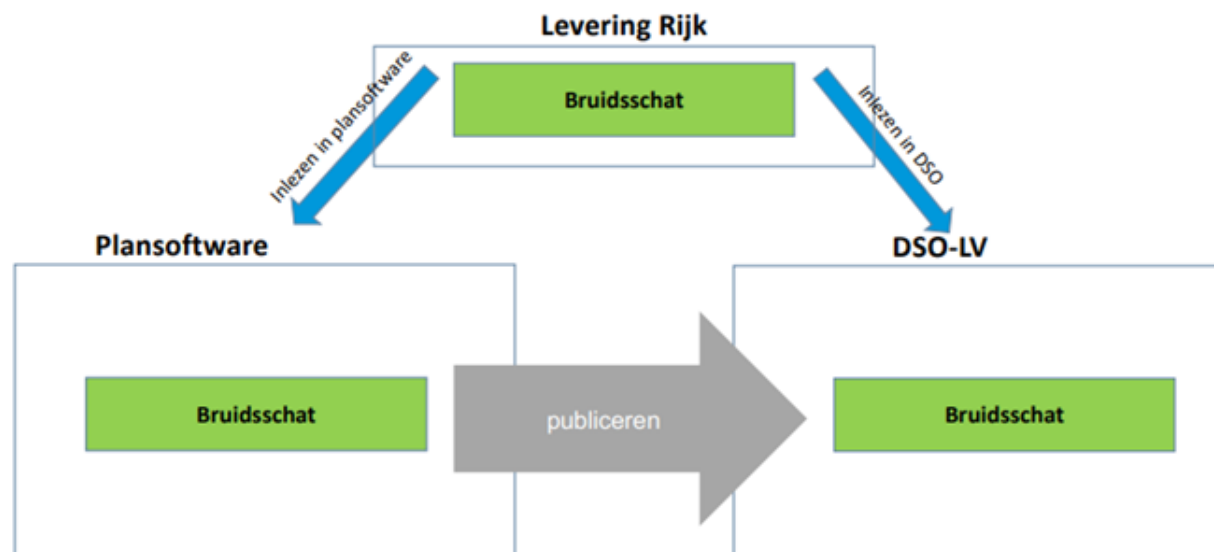 Levering Rijk
Inlezen in plansoftware
Bruidsschat
Inlezen in DSO
Plansoftware
DSO-LV
Bruidsschat
publiceren
Bruidsschat